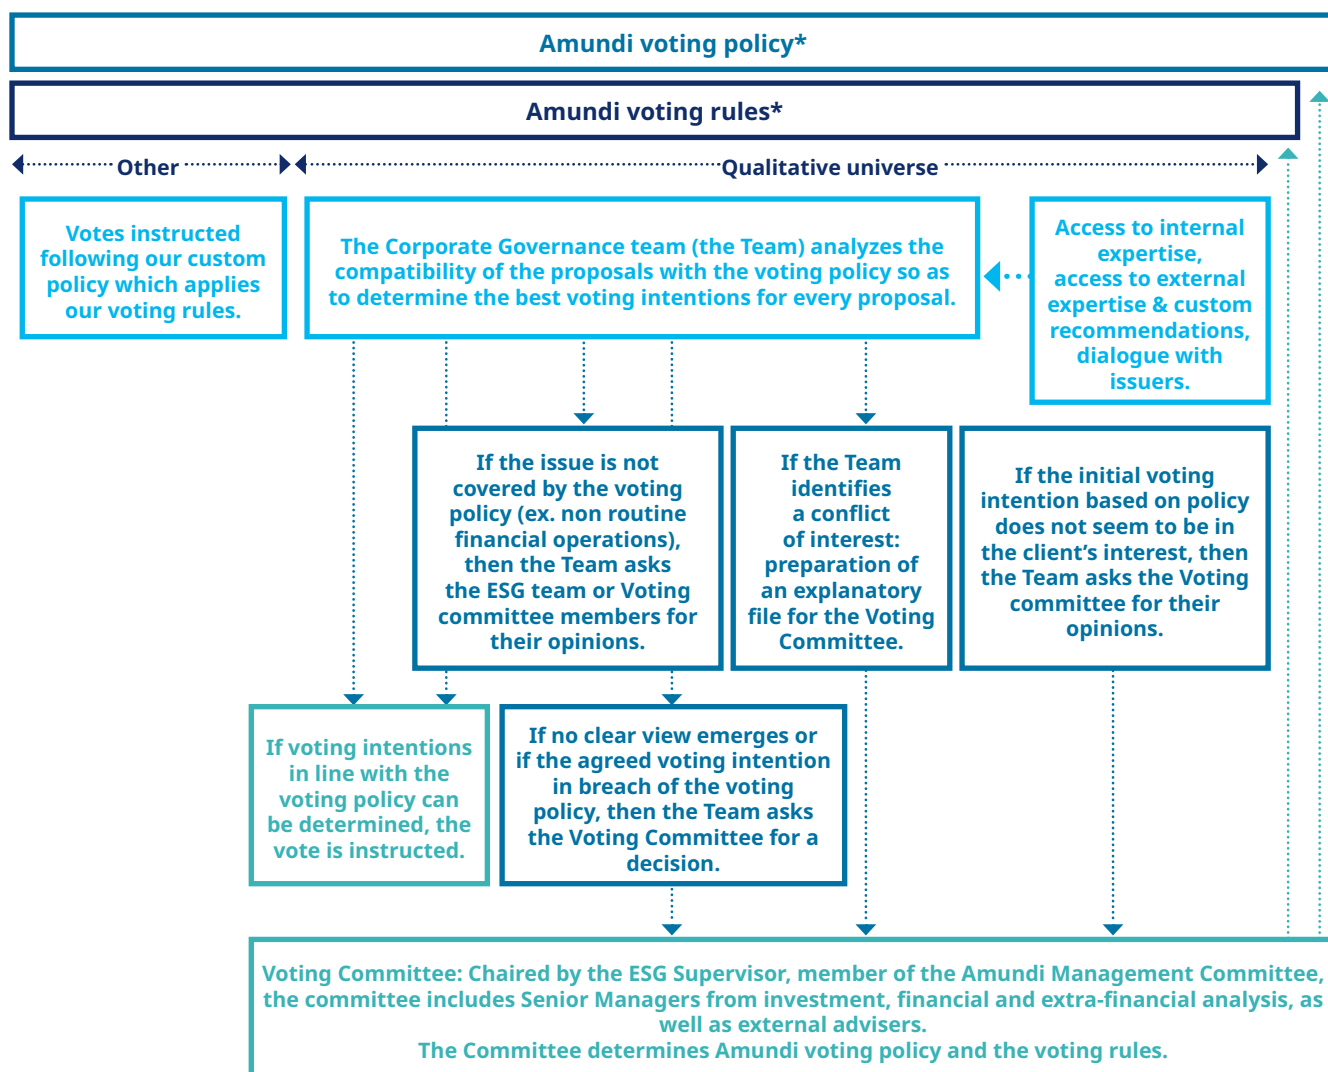 Amundi voting policy*
Amundi voting rules*
Other
Qualitative universe
Votes instructed
following our custom
policy which applies
our voting rules.
The Corporate Governance team (the Team) analyzes the
compatibility of the proposals with the voting policy so as
to determine the best voting intentions for every proposal.
Access to internal
expertise,
access to external
expertise & custom
recommendations,
dialogue with
issuers.
If the issue is not
covered by the voting
policy (ex. non routine
financial operations),
then the Team asks
the ESG team or Voting
committee members for
their opinions.
If the Team
identifies
a conflict
of interest:
preparation of
an explanatory
file for the Voting
Committee.
If the initial voting
intention based on policy
does not seem to be in
the client’s interest, then
the Team asks the Voting
committee for their
opinions.
If voting intentions
in line with the
voting policy can
be determined, the
vote is instructed.
If no clear view emerges or
if the agreed voting intention
in breach of the voting
policy, then the Team asks
the Voting Committee for a
decision.
Voting Committee: Chaired by the ESG Supervisor, member of the Amundi Management Committee,
the committee includes Senior Managers from investment, financial and extra-financial analysis, as
well as external advisers.
The Committee determines Amundi voting policy and the voting rules.